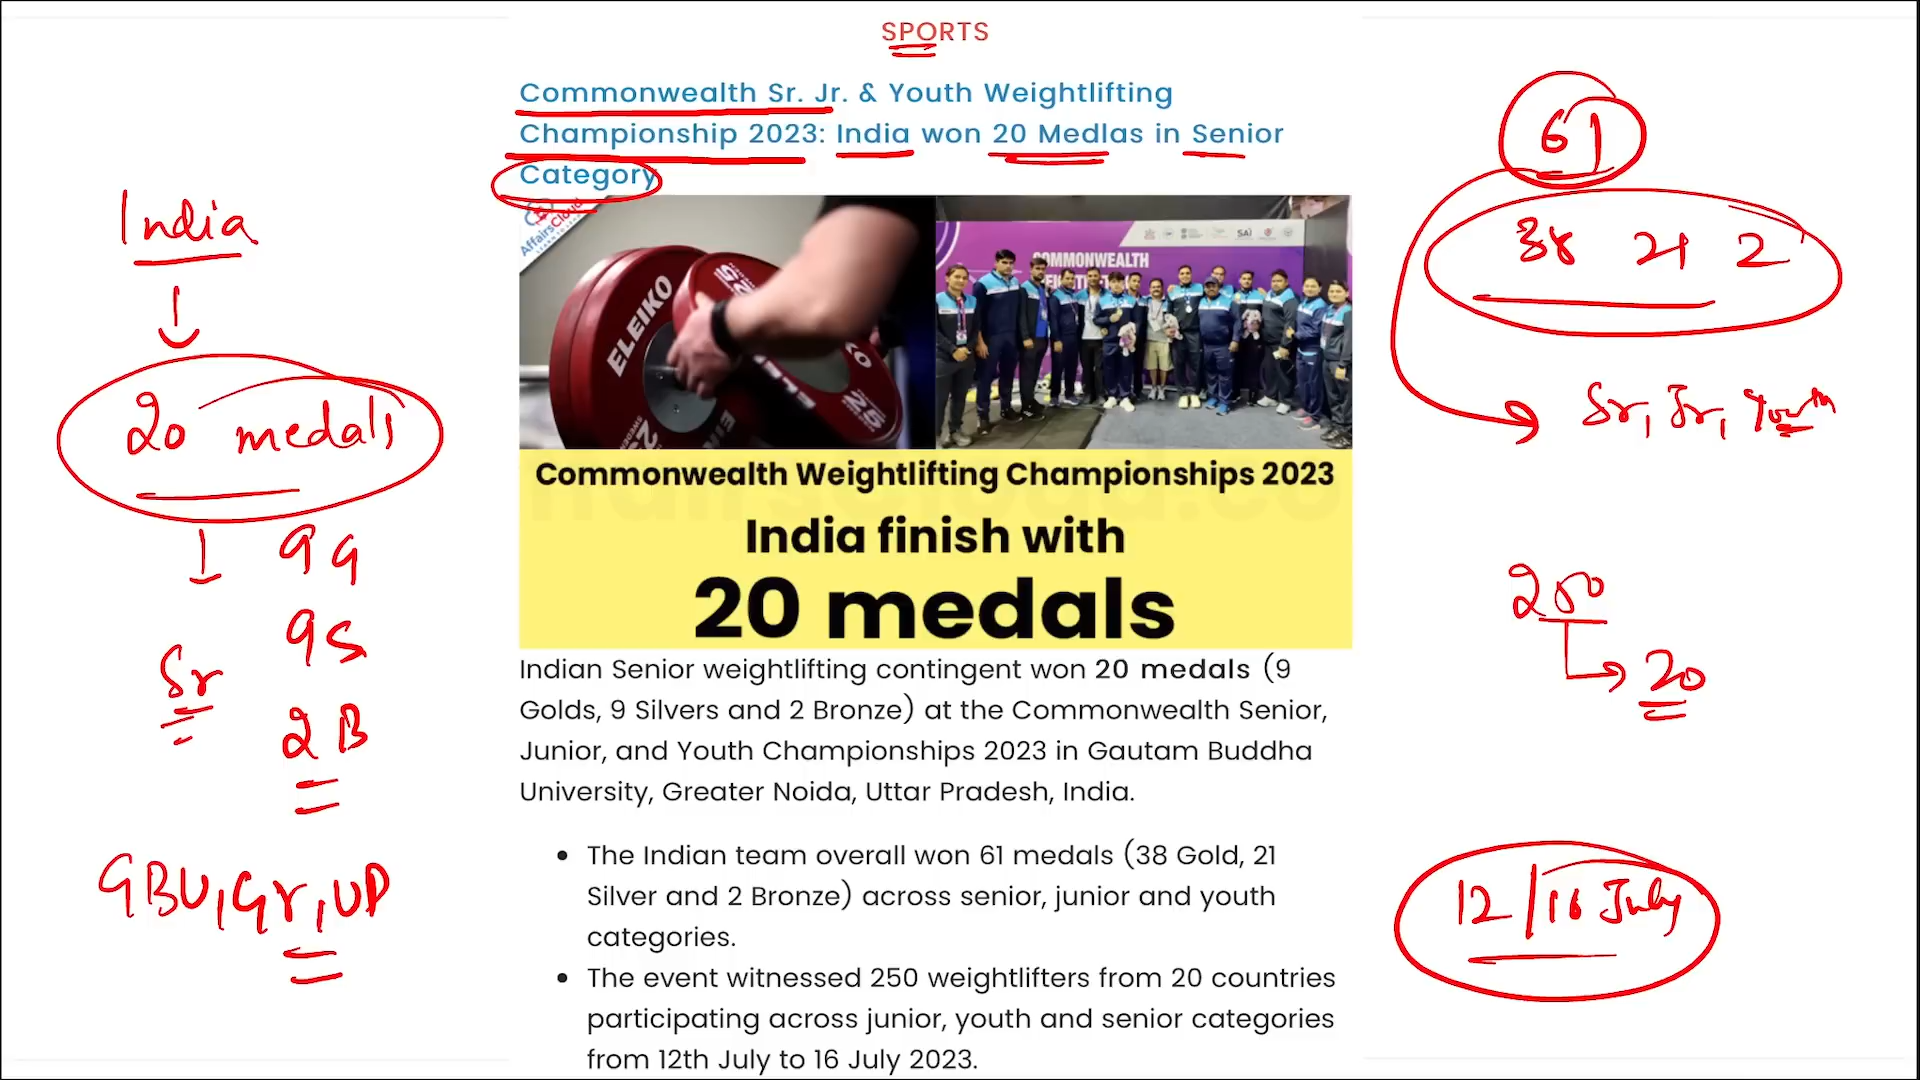 SPORTS
Commonwealth Sr. Jr. & Youth Weightlifting
Championship 2023: India won 20 Medlas in Senior
Category
AffairsCloud
ELEIKO
25
COMMONWEALTH
SAI
Commonwealth Weightlifting Championships 2023
India finish with
20 medals
Indian Senior weightlifting contingent won 20 medals (9
Golds, 9 Silvers and 2 Bronze) at the Commonwealth Senior,
Junior, and Youth Championships 2023 in Gautam Buddha
University, Greater Noida, Uttar Pradesh, India.
• The Indian team overall won 61 medals (38 Gold, 21
Silver and 2 Bronze) across senior, junior and youth
categories.
• The event witnessed 250 weightlifters from 20 countries
participating across junior, youth and senior categories
from 12th July to 16 July 2023.
India
20 medals
9 G
9 S
Sr
2 B
GBU, Gr, UP
61
38 21 2
Sr, Jr, Youth
250
20
12/16 July